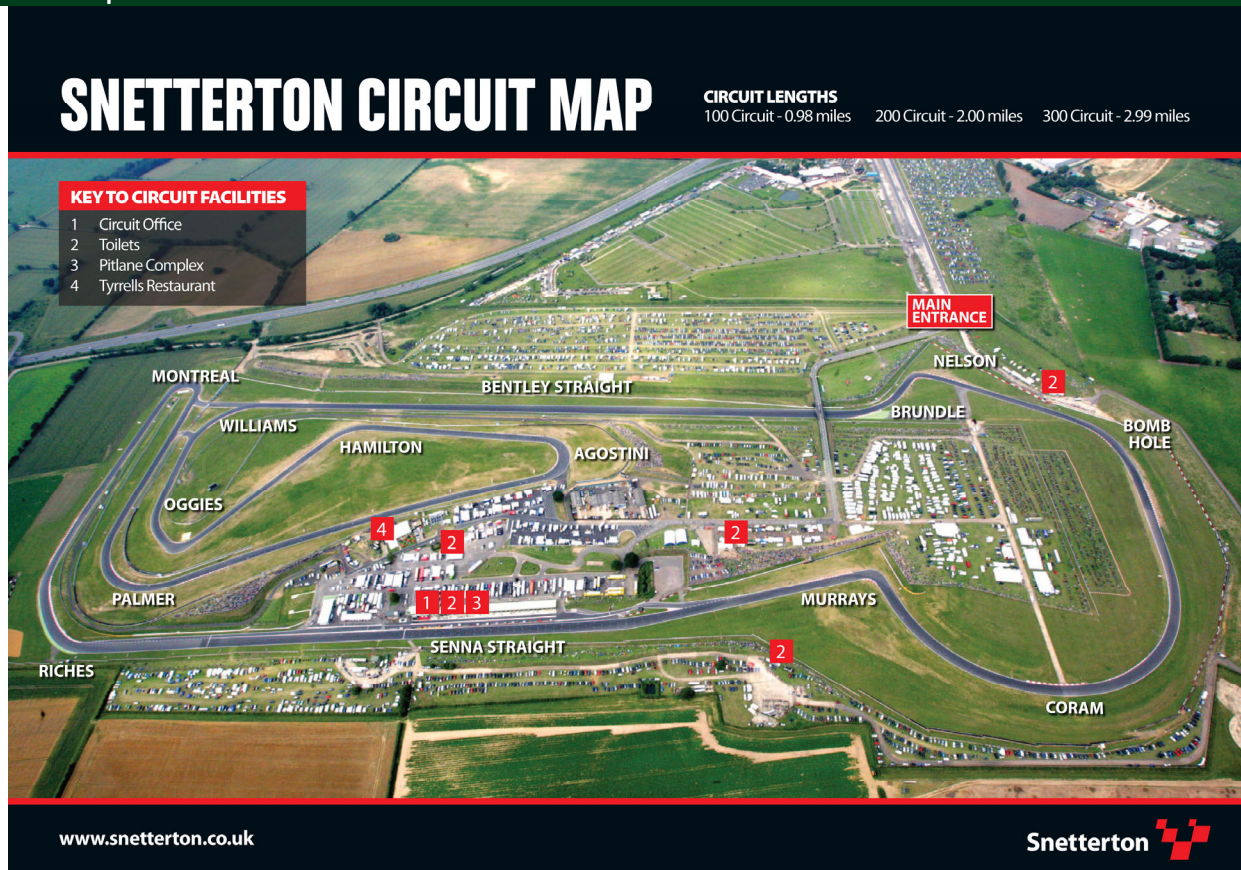 SNETTERTON CIRCUIT MAP
CIRCUIT LENGTHS
100 Circuit - 0.98 miles 200 Circuit - 2.00 miles 300 Circuit - 2.99 miles
KEY TO CIRCUIT FACILITIES
1 Circuit Office
2 Toilets
3 Pitlane Complex
4 Tyrrells Restaurant
MAIN
ENTRANCE
NELSON
2
MONTREAL
BENTLEY STRAIGHT
BRUNDLE
BOMB
HOLE
WILLIAMS
HAMILTON
AGOSTINI
OGGIES
4
2
2
PALMER
1 2 3
MURRAYS
SENNA STRAIGHT
2
RICHES
CORAM
www.snetterton.co.uk
Snetterton